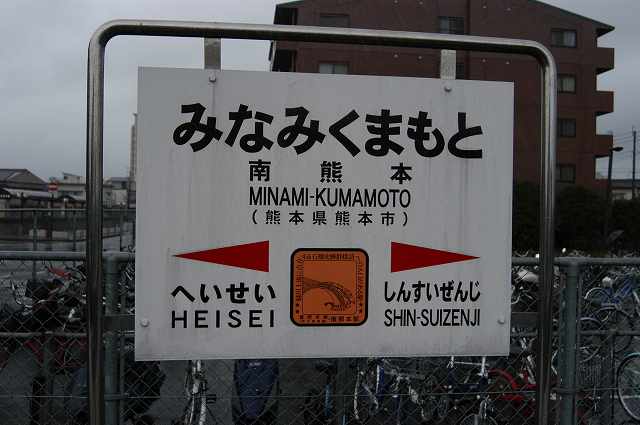 みなみくまもと
南熊本
MINAMI-KUMAMOTO
(熊本県熊本市)
へいせい
しんすいぜんじ
HEISEI
SHIN-SUIZENJI